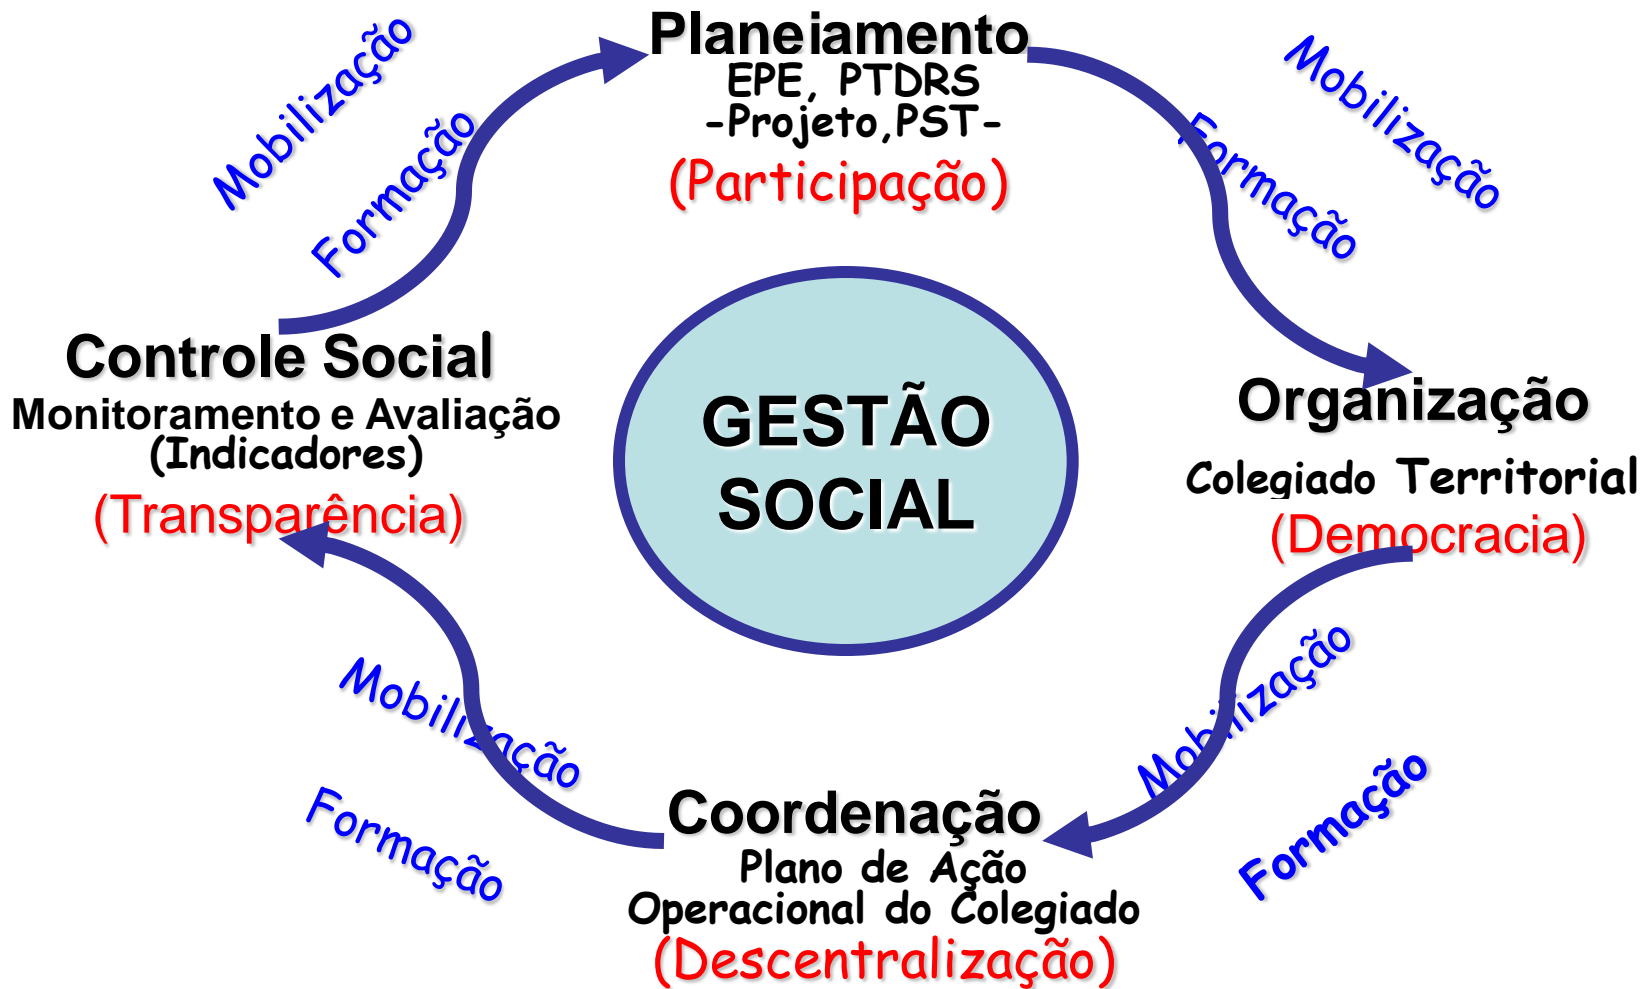 Planejamento
EPE, PTDRS
-Projeto,PST-
(Participação)
Mobilização
Formação
Mobilização
Formação
Controle Social
Monitoramento e Avaliação
(Indicadores)
(Transparência)
GESTÃO
SOCIAL
Organização
Colegiado Territorial
(Democracia)
Mobilização
Formação
Mobilização
Formação
Coordenação
Plano de Ação
Operacional do Colegiado
(Descentralização)